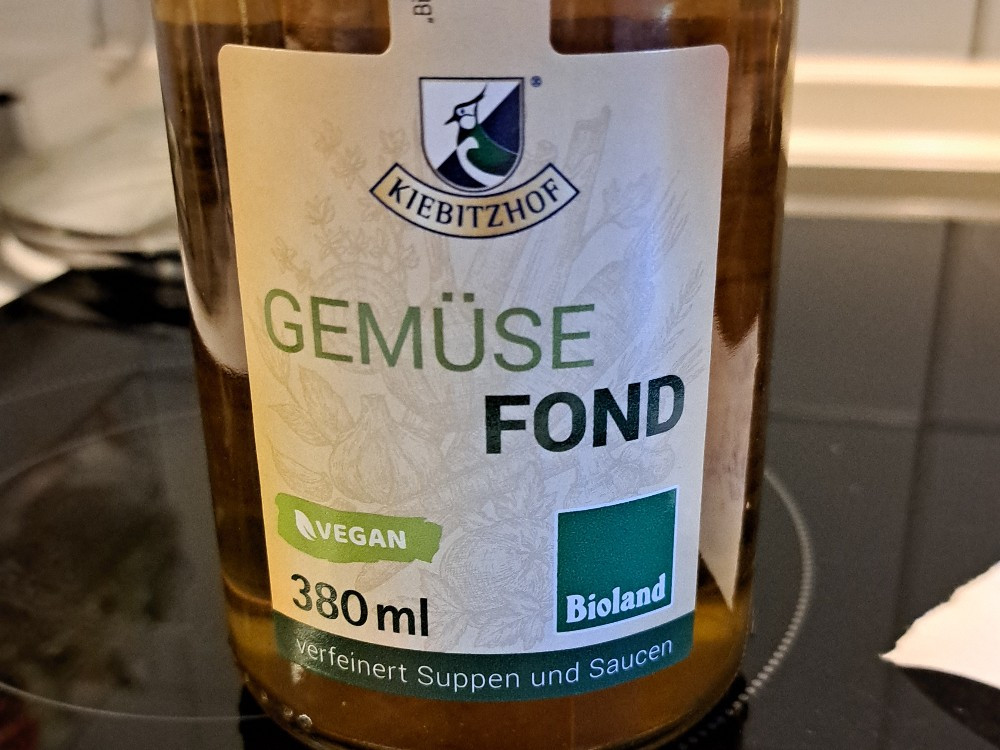 ®
KIEBITZHOF
GEMÜSE
FOND
VEGAN
380 ml
Bioland
verfeinert Suppen und Saucen